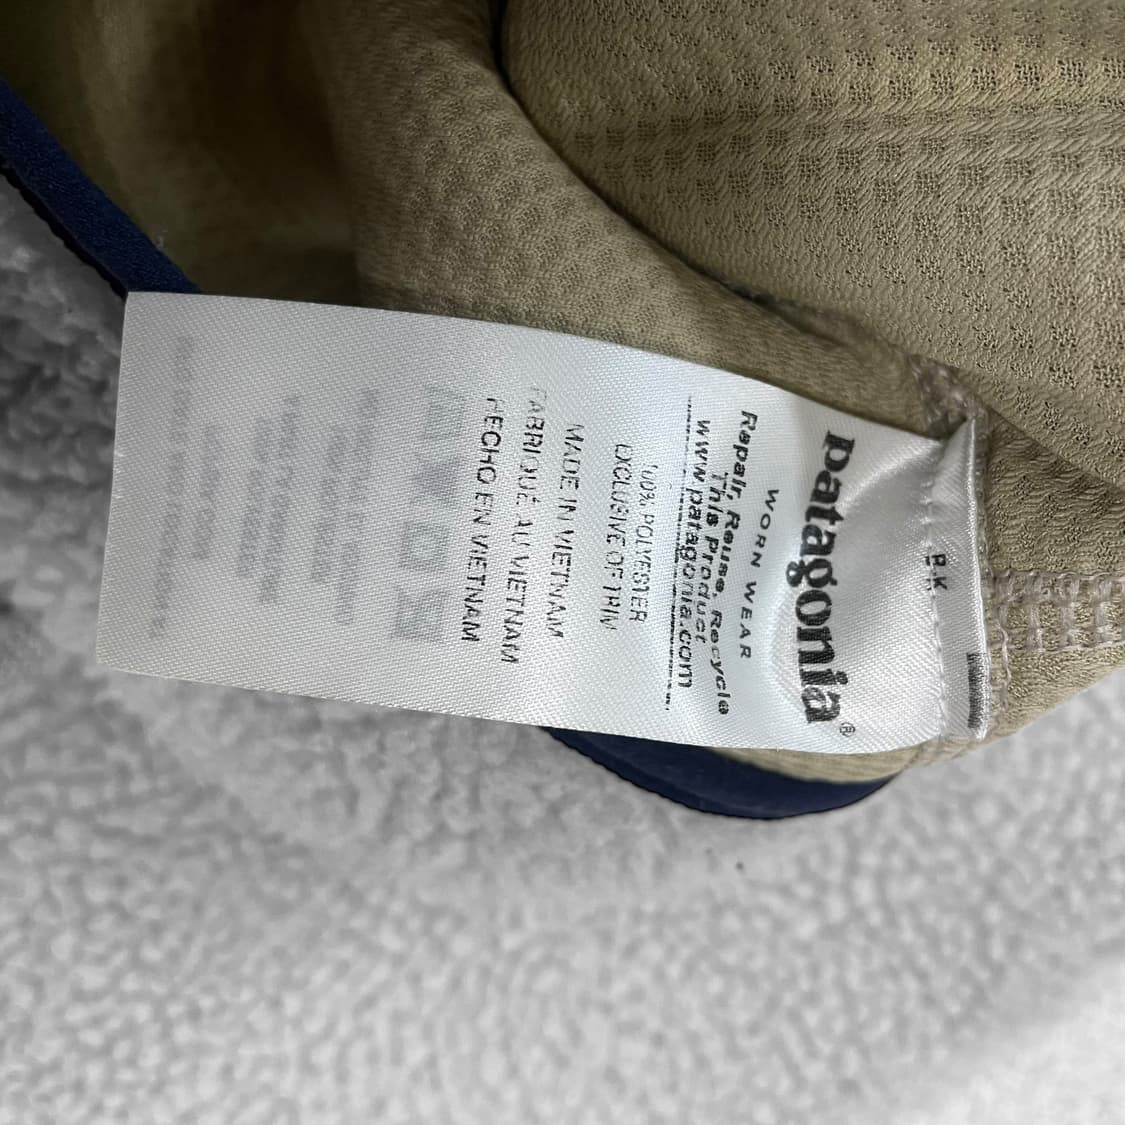 patagonia®
WORN WEAR
Repair, Reuse, Recycle
This Product
www.patagonia.com
100% POLYESTER
EXCLUSIVE OF TRIM
MADE IN VIETNAM
FABRIQUÉ AU VIETNAM
HECHO EN VIETNAM